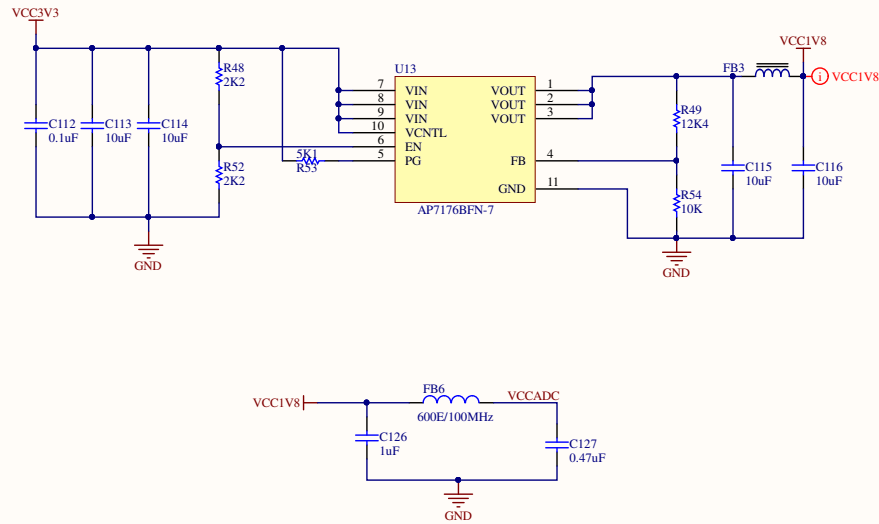 VCC3V3
C112
0.1uF
C113
10uF
C114
10uF
R48
2K2
R52
2K2
5K1
R53
U13
7
8
9
10
6
5
VIN
VIN
VIN
VCNTL
EN
PG
VOUT
VOUT
VOUT
FB
GND
1
2
3
4
11
AP7176BFN-7
R49
12K4
R54
10K
FB3
VCC1V8
i VCC1V8
C115
10uF
C116
10uF
GND
GND
VCC1V8
FB6
600E/100MHz
VCCADC
C126
1uF
C127
0.47uF
GND